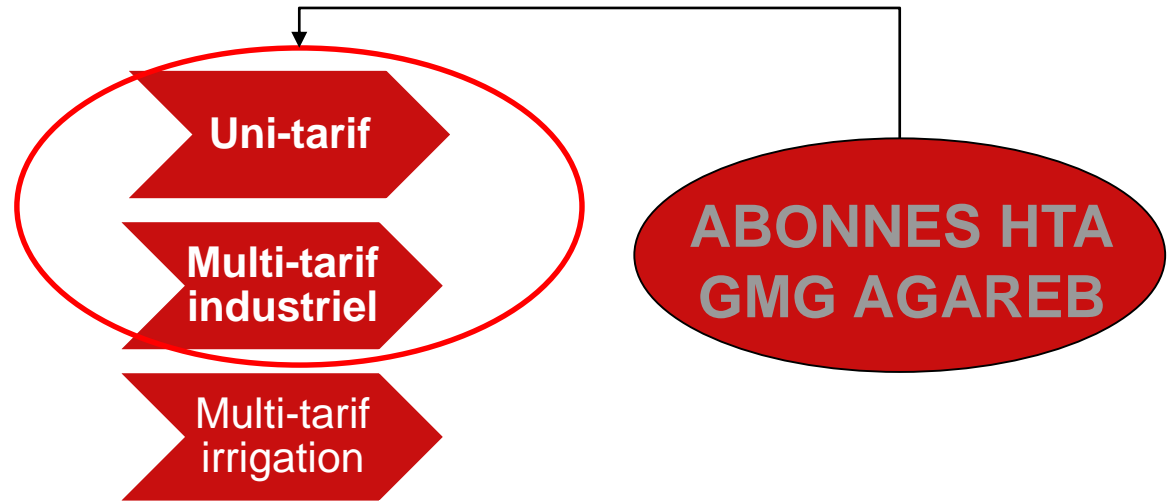 Uni-tarif
Multi-tarif
industriel
Multi-tarif
irrigation
ABONNES HTA
GMG AGAREB